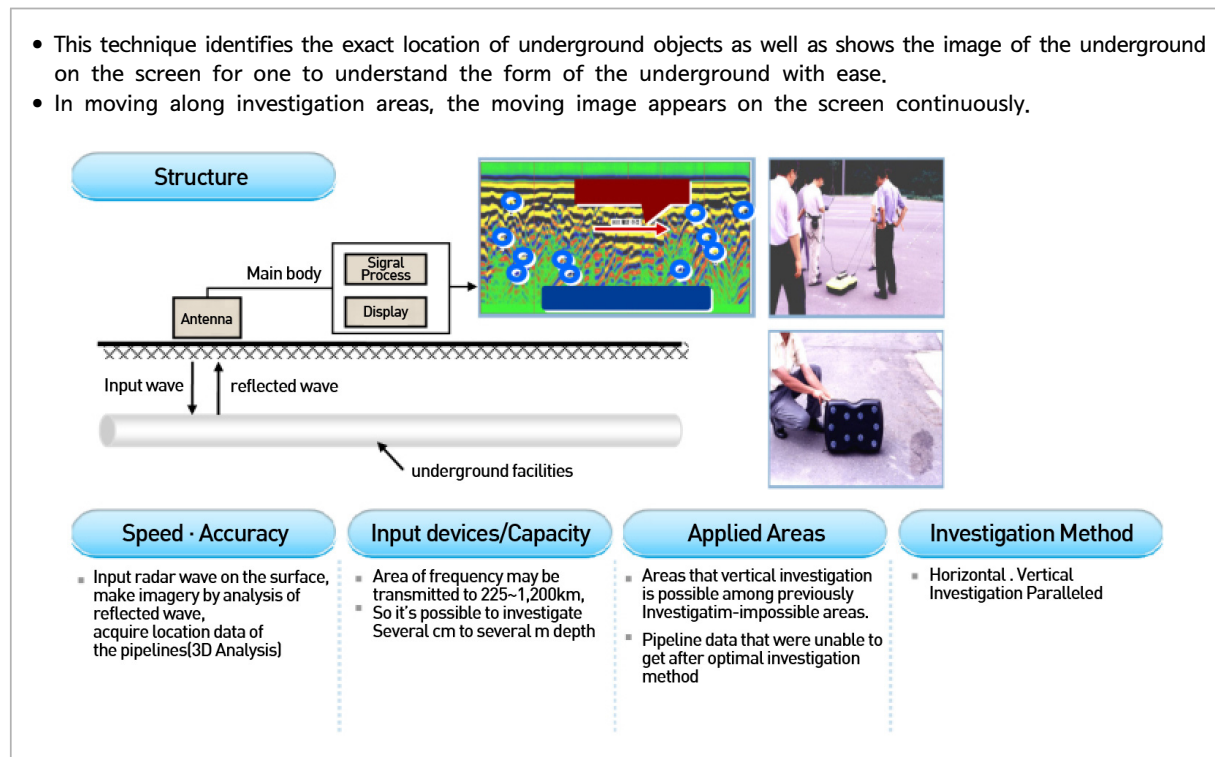 • This technique identifies the exact location of underground objects as well as shows the image of the underground
on the screen for one to understand the form of the underground with ease.
• In moving along investigation areas, the moving image appears on the screen continuously.
Structure
Main body
Sigral
Process
Display
Antenna
Input wave
reflected wave
underground facilities
Speed · Accuracy
Input radar wave on the surface,
make imagery by analysis of
reflected wave,
acquire location data of
the pipelines(3D Analysis)
Input devices/Capacity
Area of frequency may be
transmitted to 225~1,200km,
So it's possible to investigate
Several cm to several m depth
Applied Areas
Areas that vertical investigation
is possible among previously
Investigatim-impossible areas.
Pipeline data that were unable to
get after optimal investigation
method
Investigation Method
Horizontal . Vertical
Investigation Paralleled